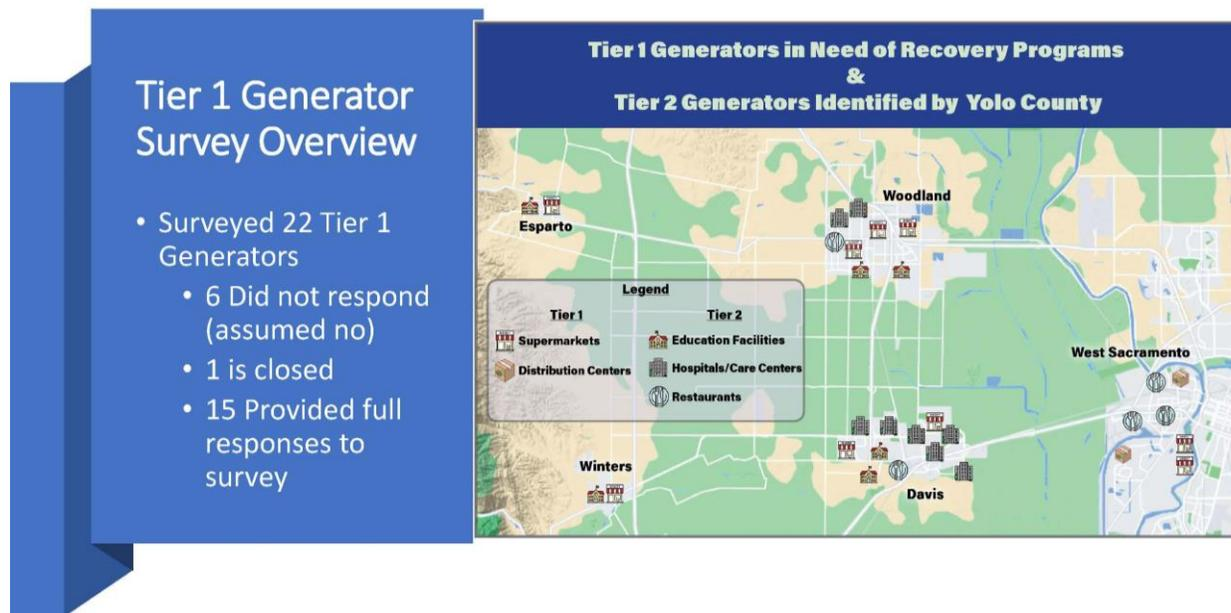 Tier 1 Generator
Survey Overview
• Surveyed 22 Tier 1
Generators
• 6 Did not respond
(assumed no)
• 1 is closed
• 15 Provided full
responses to
survey
Tier 1 Generators in Need of Recovery Programs
&
Tier 2 Generators Identified by Yolo County
Woodland
Esparto
Legend
Tier 1
Tier 2
Supermarkets
Education Facilities
Distribution Centers
Hospitals/Care Centers
Restaurants
West Sacramento
Winters
Davis